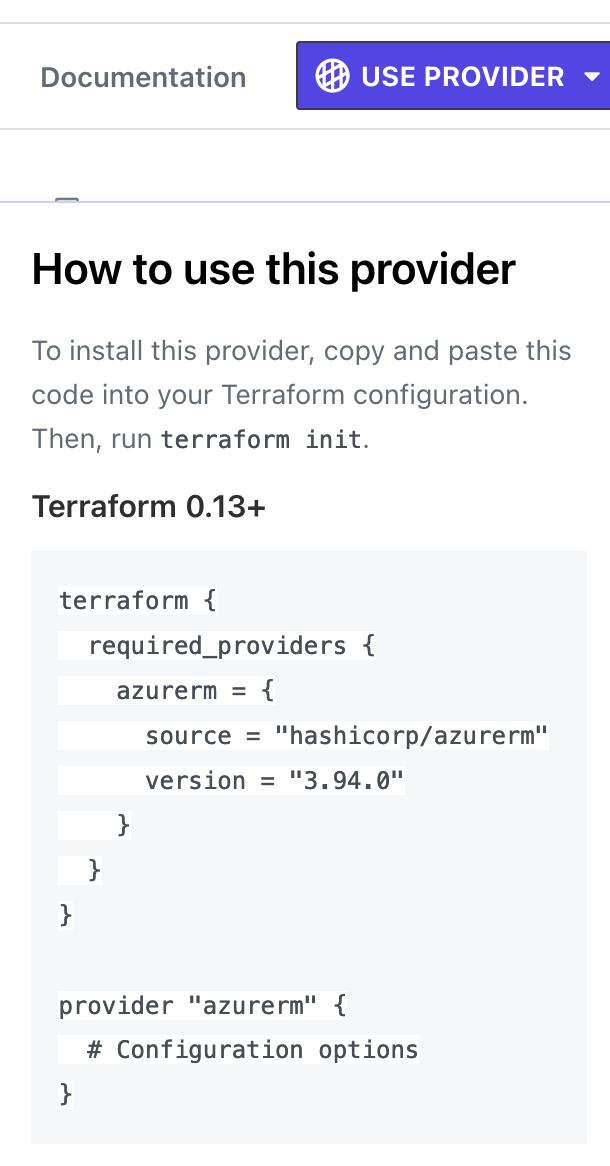 Documentation
USE PROVIDER
How to use this provider
To install this provider, copy and paste this
code into your Terraform configuration.
Then, run terraform init.
Terraform 0.13+
terraform {
  required_providers {
    azurerm = {
      source = "hashicorp/azurerm"
      version = "3.94.0"
    }
  }
}

provider "azurerm" {
  # Configuration options
}